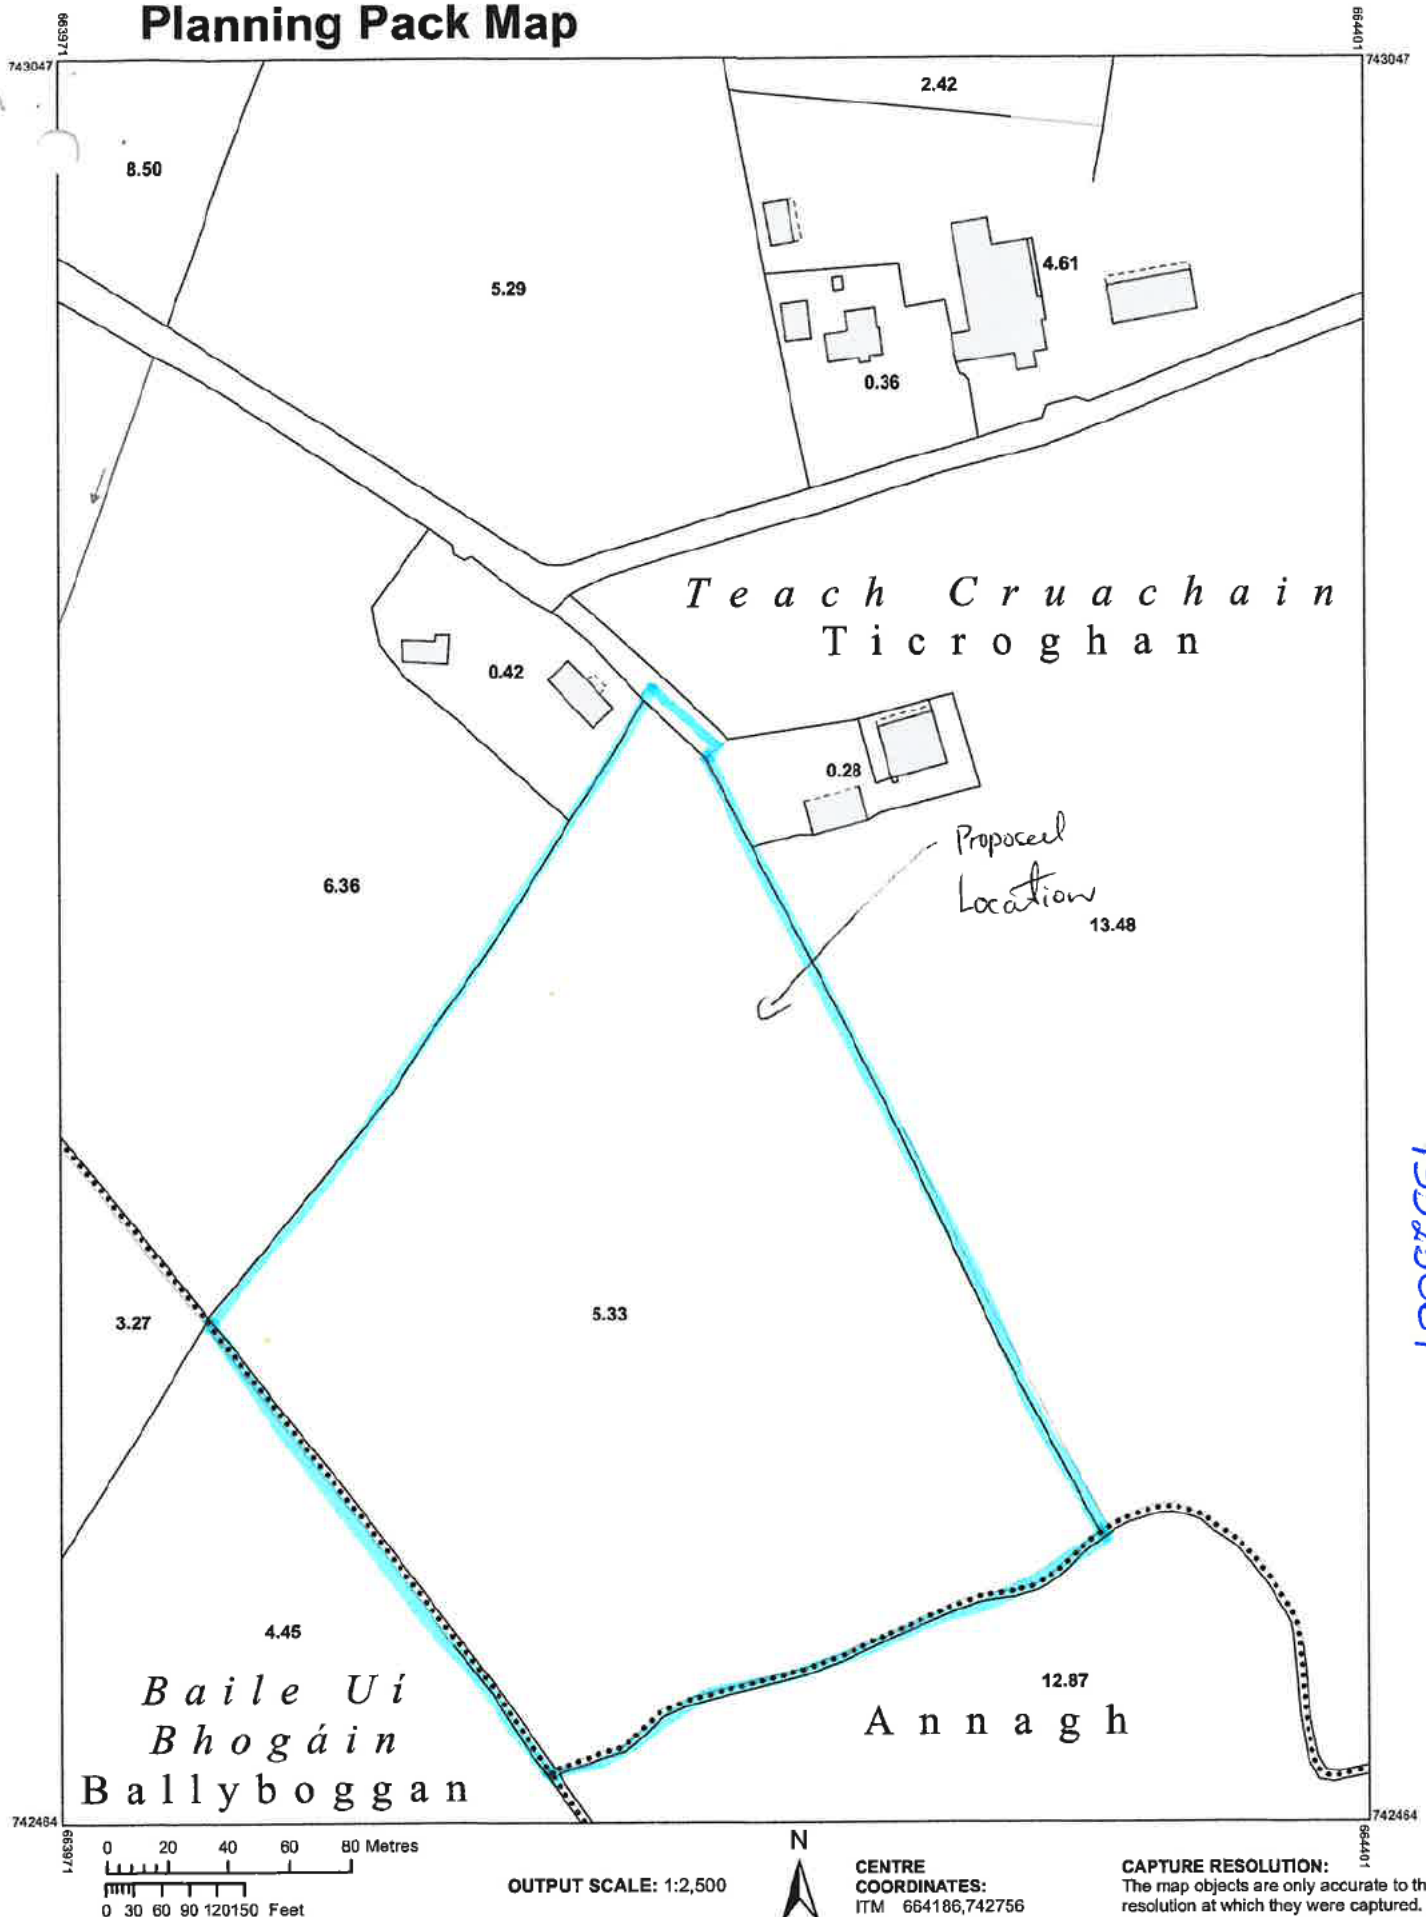 Planning Pack Map
663971
664401
743047
743047
2.42
8.50
5.29
4.61
0.36
Teach Cruachain
Ticroghan
0.42
0.28
Proposed
Location
6.36
13.48
3.27
5.33
4.45
12.87
Baile Uí
Bhogáin
Ballyboggan
Annagh
742464
742464
663971
664401
0 20 40 60 80 Metres
0 30 60 90 120150 Feet
OUTPUT SCALE: 1:2,500
N
CENTRE
COORDINATES:
ITM 664186,742756
CAPTURE RESOLUTION:
The map objects are only accurate to th
resolution at which they were captured.